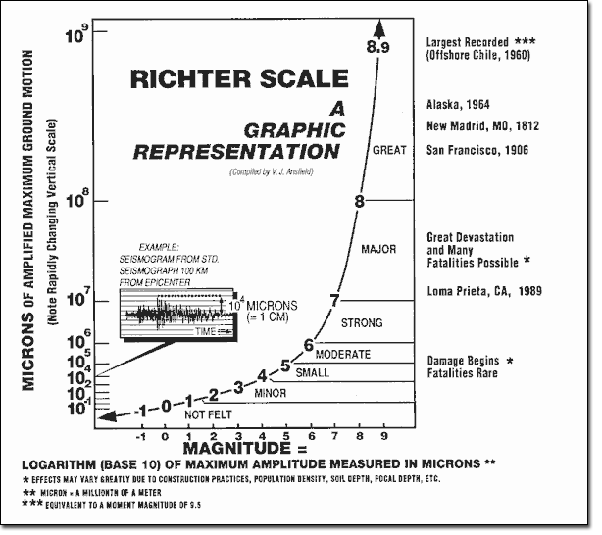 RICHTER SCALE
A
GRAPHIC
REPRESENTATION
(Compiled by V. J. Ansfield)
MICRONS OF AMPLIFIED MAXIMUM GROUND MOTION
(Note Rapidly Changing Vertical Scale)
10⁹
10⁸
10⁷
10⁶
10⁵
10⁴
10²
10⁻¹
EXAMPLE:
SEISMOGRAM FROM STD.
SEISMOGRAPH 100 KM
FROM EPICENTER
10⁴ MICRONS
(= 1 CM)
TIME
8.9
8
7
6
5
4
3
2
1
0
-1
GREAT
MAJOR
STRONG
MODERATE
SMALL
MINOR
NOT FELT
Largest Recorded ***
(Offshore Chile, 1960)
Alaska, 1964
New Madrid, MO, 1812
San Francisco, 1906
Great Devastation
and Many
Fatalities Possible *
Loma Prieta, CA, 1989
Damage Begins *
Fatalities Rare
-1 0 1 2 3 4 5 6 7 8 9
MAGNITUDE =
LOGARITHM (BASE 10) OF MAXIMUM AMPLITUDE MEASURED IN MICRONS **
* EFFECTS MAY VARY GREATLY DUE TO CONSTRUCTION PRACTICES, POPULATION DENSITY, SOIL DEPTH, FOCAL DEPTH, ETC.
** MICRON = A MILLIONTH OF A METER
*** EQUIVALENT TO A MOMENT MAGNITUDE OF 9.5